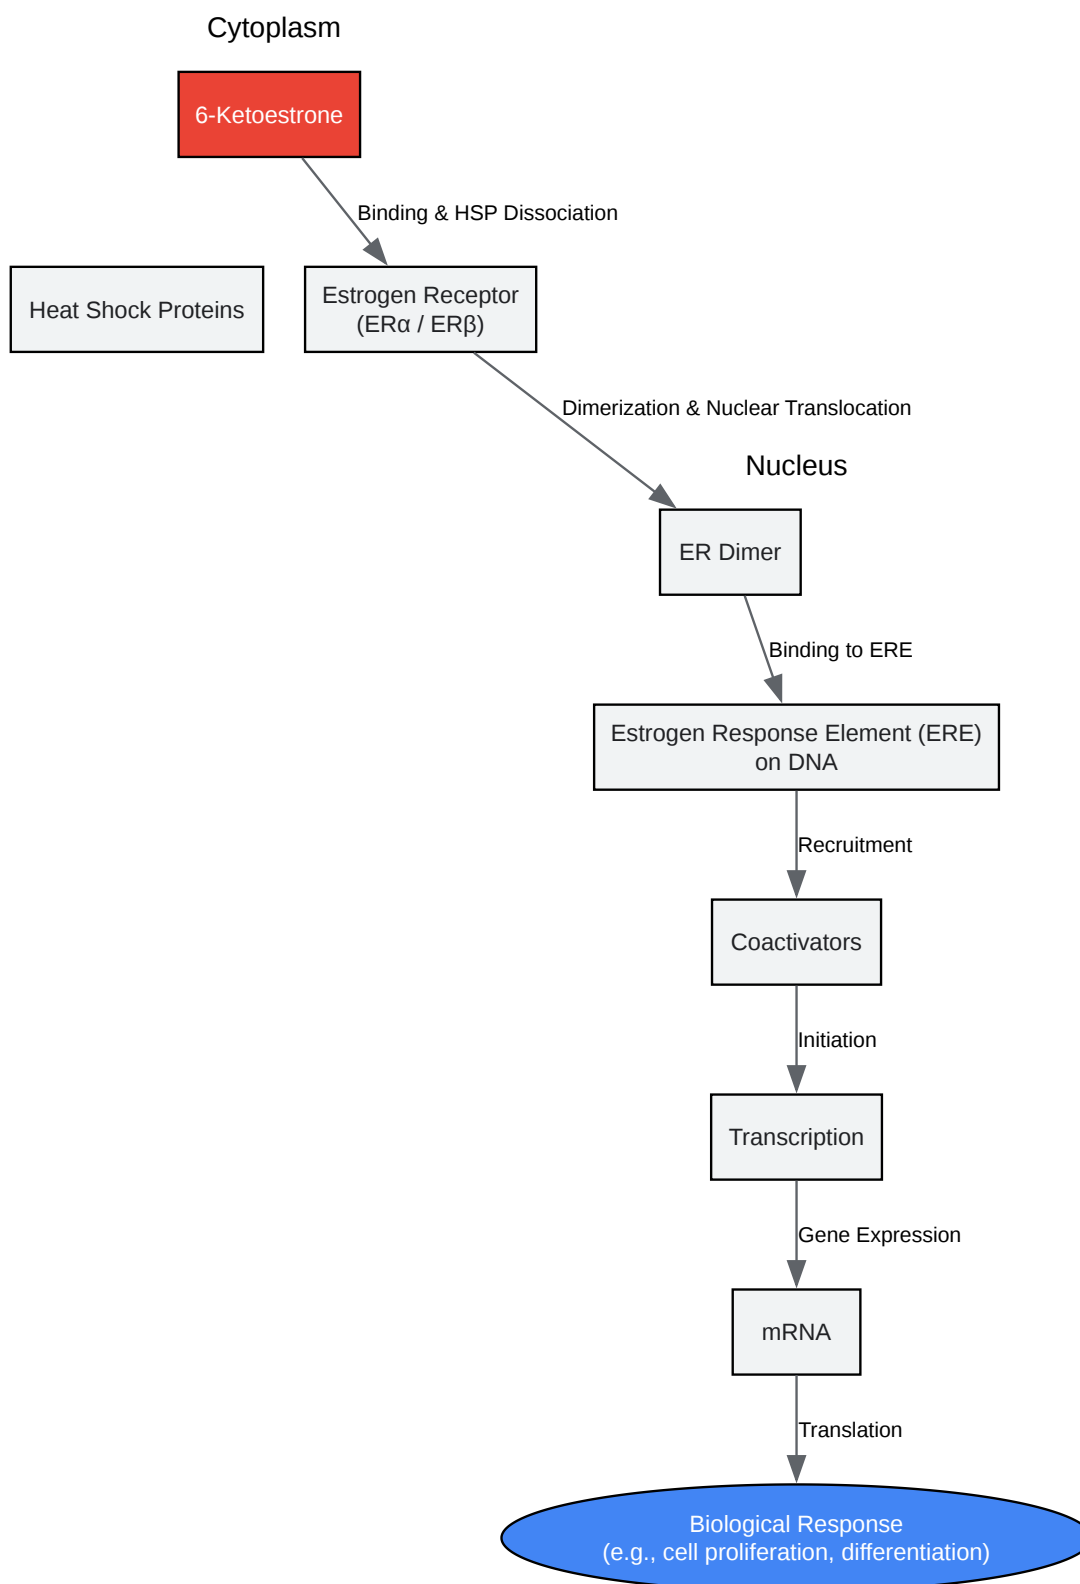 Cytoplasm
6-Ketoestrone
Binding & HSP Dissociation
Heat Shock Proteins
Estrogen Receptor
(ERα / ERβ)
Dimerization & Nuclear Translocation
Nucleus
ER Dimer
Binding to ERE
Estrogen Response Element (ERE)
on DNA
Recruitment
Coactivators
Initiation
Transcription
Gene Expression
mRNA
Translation
Biological Response
(e.g., cell proliferation, differentiation)